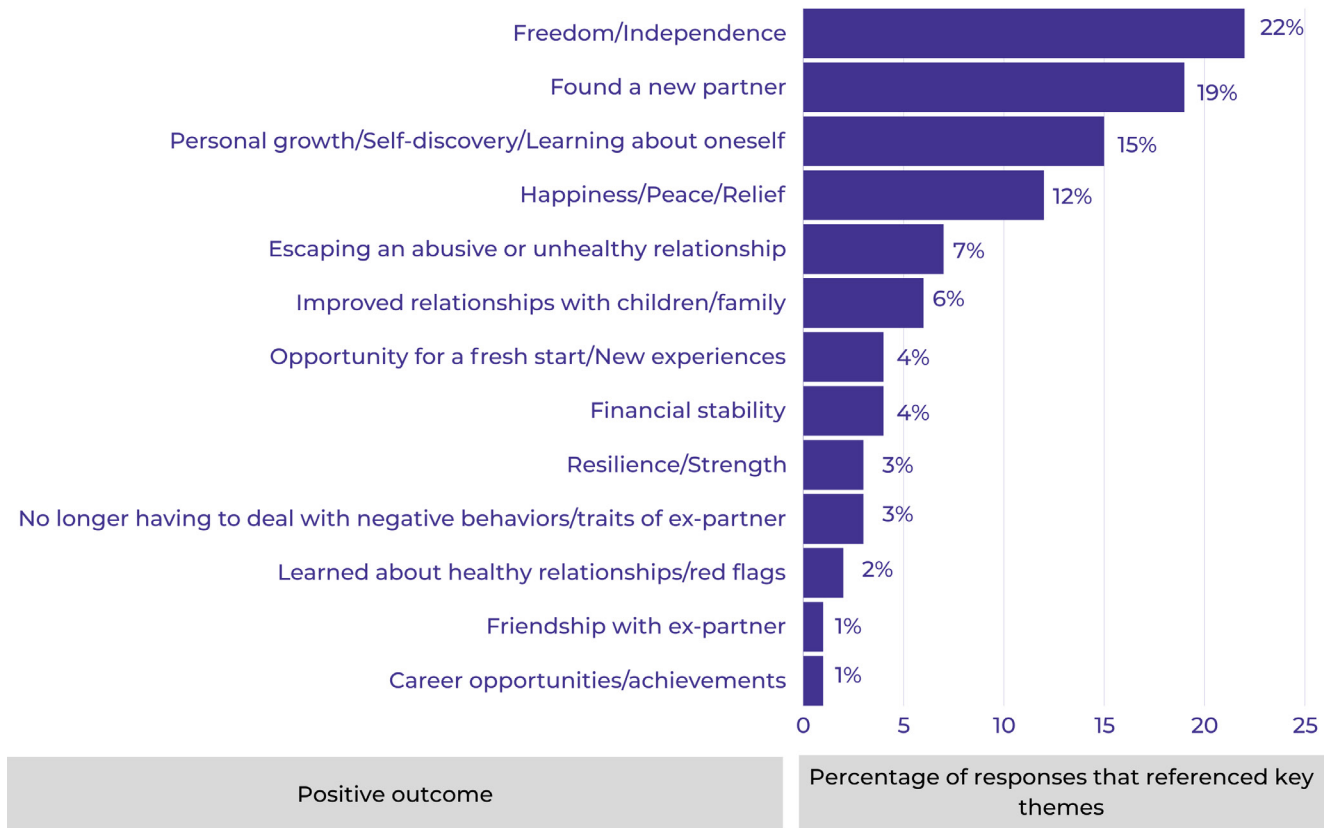 Freedom/Independence 22%
Found a new partner 19%
Personal growth/Self-discovery/Learning about oneself 15%
Happiness/Peace/Relief 12%
Escaping an abusive or unhealthy relationship 7%
Improved relationships with children/family 6%
Opportunity for a fresh start/New experiences 4%
Financial stability 4%
Resilience/Strength 3%
No longer having to deal with negative behaviors/traits of ex-partner 3%
Learned about healthy relationships/red flags 2%
Friendship with ex-partner 1%
Career opportunities/achievements 1%
0 5 10 15 20 25
Positive outcome
Percentage of responses that referenced key
themes